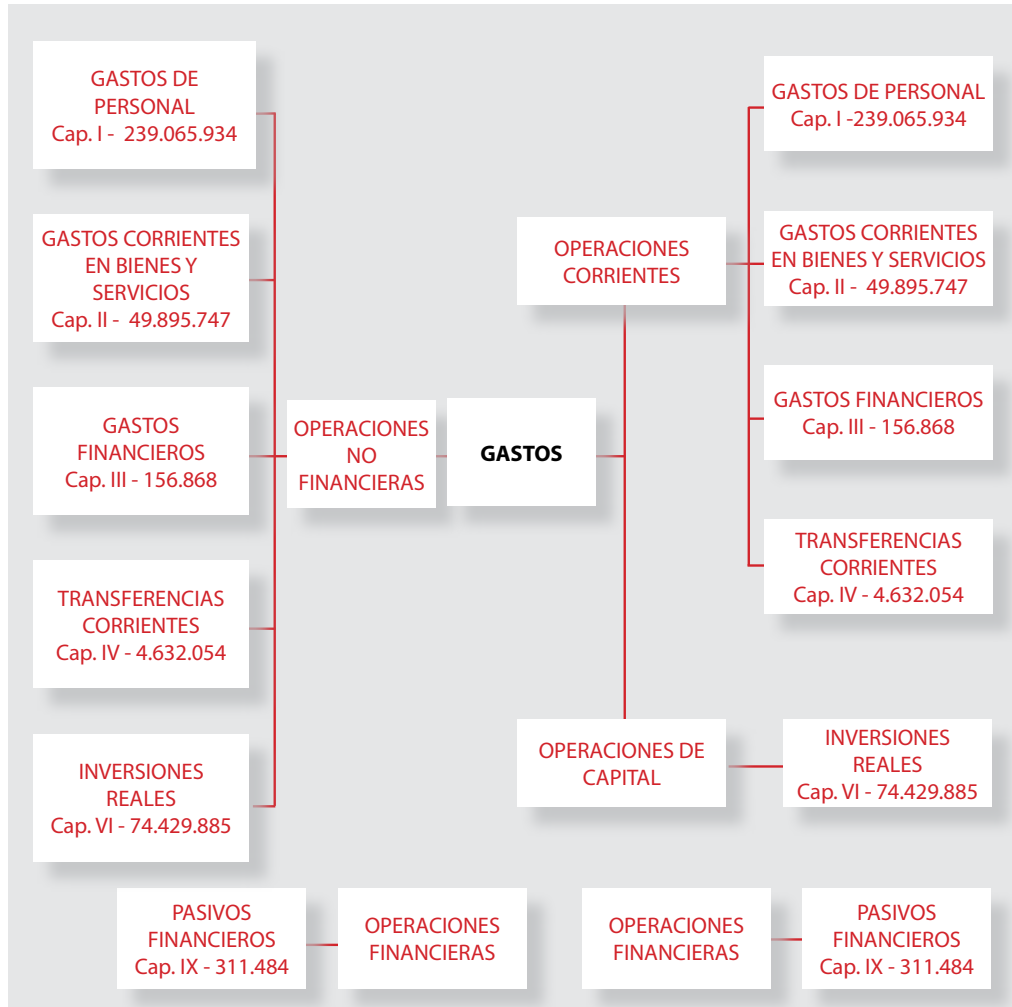 GASTOS DE
PERSONAL
Cap. I - 239.065.934
GASTOS CORRIENTES
EN BIENES Y
SERVICIOS
Cap. II - 49.895.747
GASTOS
FINANCIEROS
Cap. III - 156.868
TRANSFERENCIAS
CORRIENTES
Cap. IV - 4.632.054
INVERSIONES
REALES
Cap. VI - 74.429.885
OPERACIONES
NO
FINANCIERAS
GASTOS
OPERACIONES
CORRIENTES
GASTOS DE PERSONAL
Cap. I -239.065.934
GASTOS CORRIENTES
EN BIENES Y SERVICIOS
Cap. II - 49.895.747
GASTOS FINANCIEROS
Cap. III - 156.868
TRANSFERENCIAS
CORRIENTES
Cap. IV - 4.632.054
OPERACIONES DE
CAPITAL
INVERSIONES
REALES
Cap. VI - 74.429.885
PASIVOS
FINANCIEROS
Cap. IX - 311.484
OPERACIONES
FINANCIERAS
OPERACIONES
FINANCIERAS
PASIVOS
FINANCIEROS
Cap. IX - 311.484